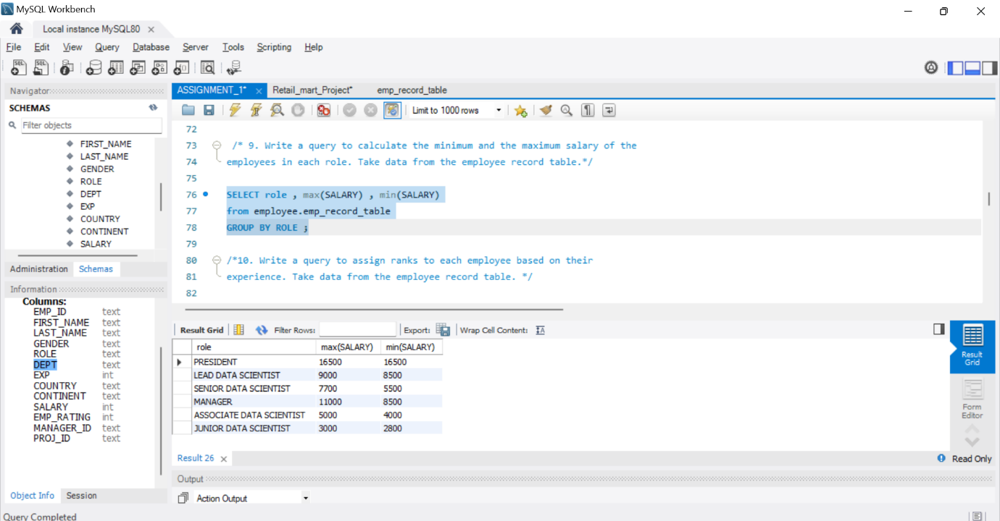 MySQL Workbench
Local instance MySQL80
File Edit View Query Database Server Tools Scripting Help
Navigator
SCHEMAS
Filter objects
FIRST_NAME
LAST_NAME
GENDER
ROLE
DEPT
EXP
COUNTRY
CONTINENT
SALARY
Administration Schemas
Information
Columns:
EMP_ID text
FIRST_NAME text
LAST_NAME text
GENDER text
ROLE text
DEPT text
EXP int
COUNTRY text
CONTINENT text
SALARY int
EMP_RATING int
MANAGER_ID text
PROJ_ID text
Object Info Session
Query Completed
ASSIGNMENT_1* Retail_mart_Project* emp_record_table
Limit to 1000 rows
72
73 /* 9. Write a query to calculate the minimum and the maximum salary of the
74 employees in each role. Take data from the employee record table.*/
75
76 SELECT role , max(SALARY) , min(SALARY)
77 from employee.emp_record_table
78 GROUP BY ROLE ;
79
80 /*10. Write a query to assign ranks to each employee based on their
81 experience. Take data from the employee record table. */
82
Result Grid Filter Rows: Export: Wrap Cell Content:
role max(SALARY) min(SALARY)
PRESIDENT 16500 16500
LEAD DATA SCIENTIST 9000 8500
SENIOR DATA SCIENTIST 7700 5500
MANAGER 11000 8500
ASSOCIATE DATA SCIENTIST 5000 4000
JUNIOR DATA SCIENTIST 3000 2800
Result
Grid
Form
Editor
Result 26
Read Only
Output
Action Output